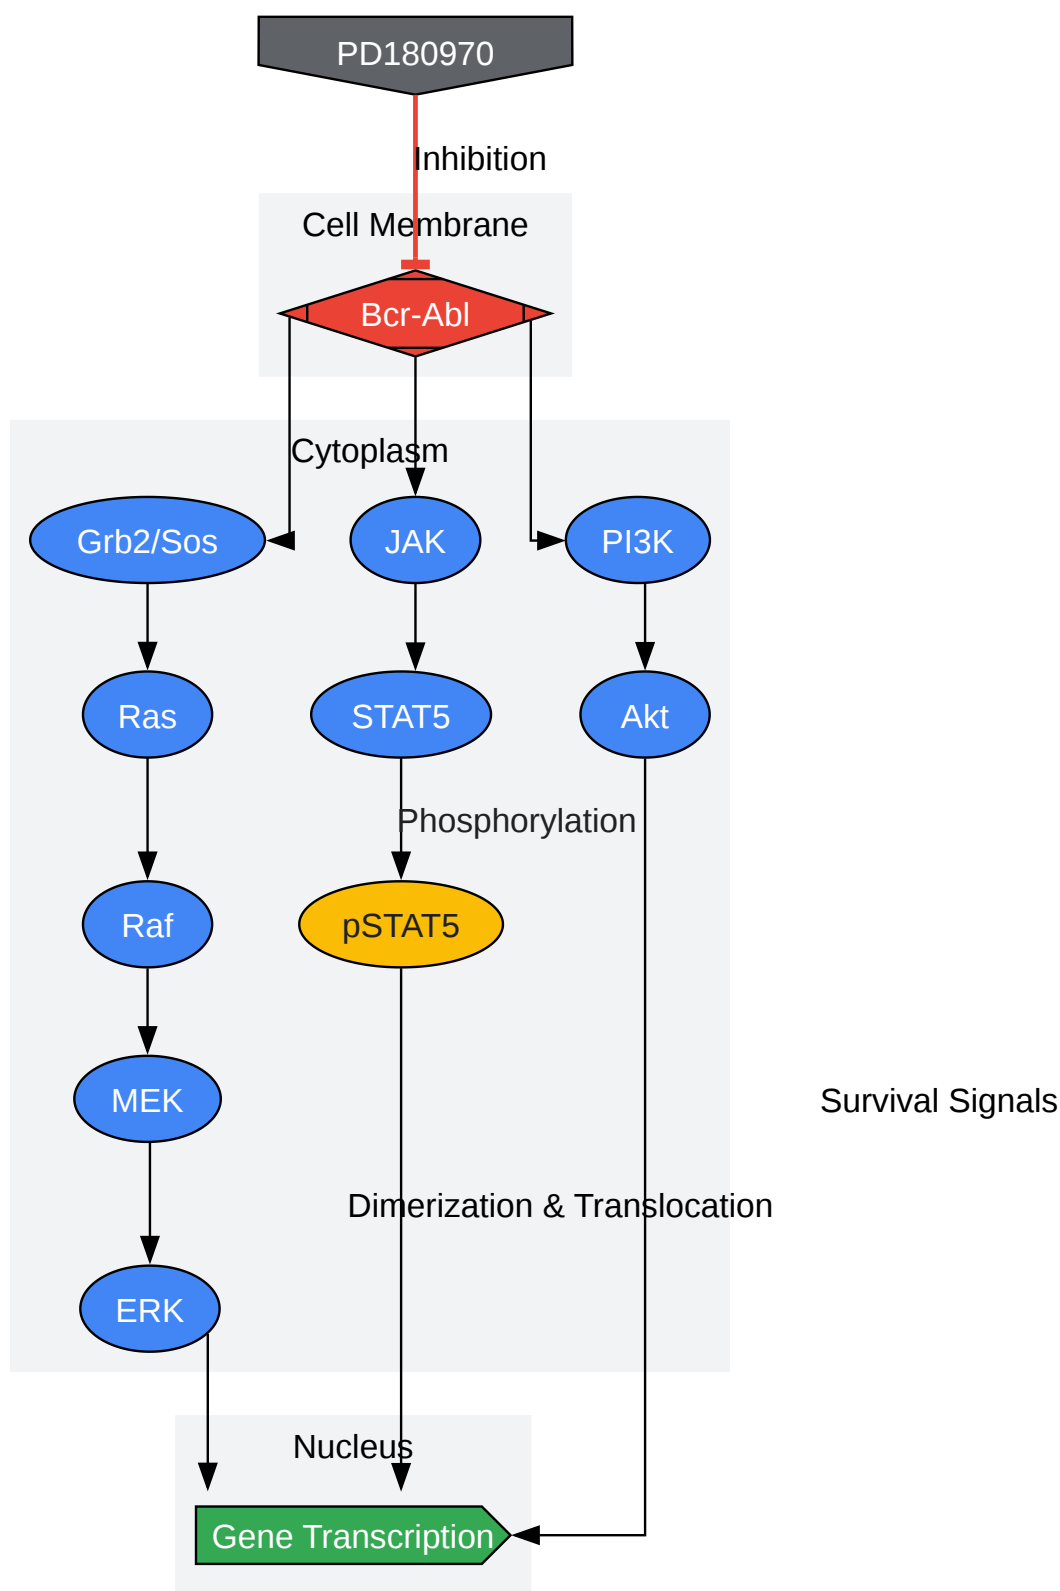 PD180970
Inhibition
Cell Membrane
Bcr-Abl
Cytoplasm
Grb2/Sos
JAK
PI3K
Ras
STAT5
Akt
Phosphorylation
Raf
pSTAT5
MEK
Survival Signals
Dimerization & Translocation
ERK
Nucleus
Gene Transcription